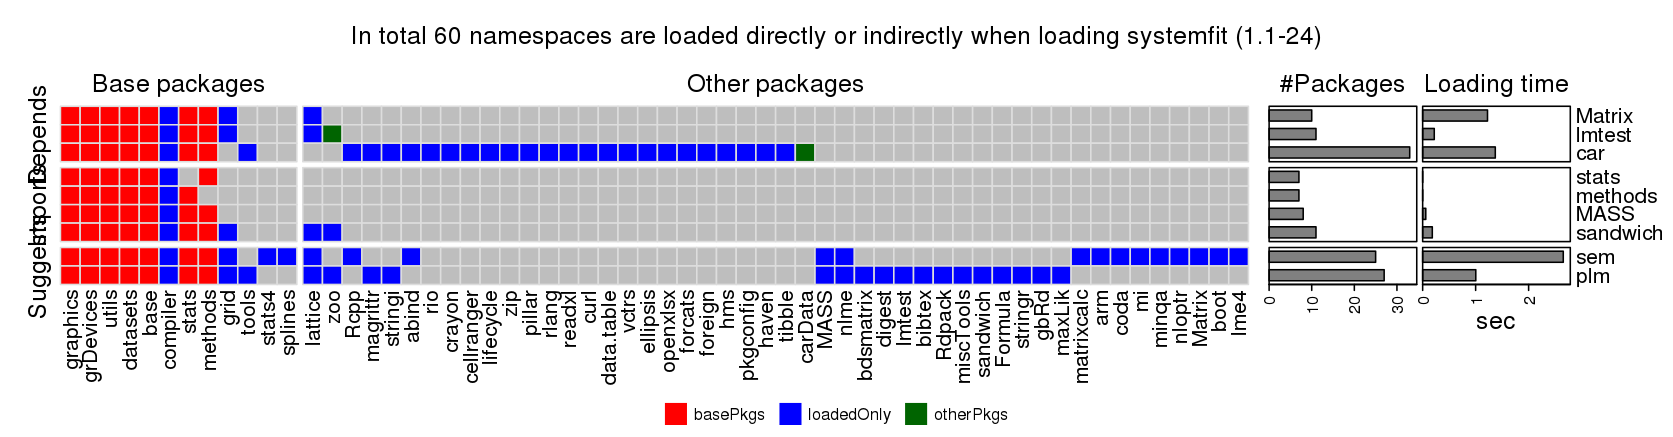 In total 60 namespaces are loaded directly or indirectly when loading systemfit (1.1-24)
Base packages
Other packages
#Packages
Loading time
Depends
Imports
Suggests
Matrix
lmtest
car
stats
methods
MASS
sandwich
sem
plm
graphics
grDevices
utils
datasets
base
compiler
stats
methods
grid
tools
stats4
splines
lattice
zoo
Rcpp
magrittr
stringi
abind
rio
crayon
cellranger
lifecycle
zip
pillar
rlang
readxl
curl
data.table
vctrs
ellipsis
openxlsx
forcats
foreign
hms
pkgconfig
haven
tibble
carData
MASS
nlme
bdsmatrix
digest
lmtest
bibtex
Rdpack
miscTools
sandwich
Formula
stringr
gbRd
maxLik
matrixcalc
arm
coda
mi
minqa
nloptr
Matrix
boot
lme4
0 10 20 30
0 1 2
sec
basePkgs loadedOnly otherPkgs